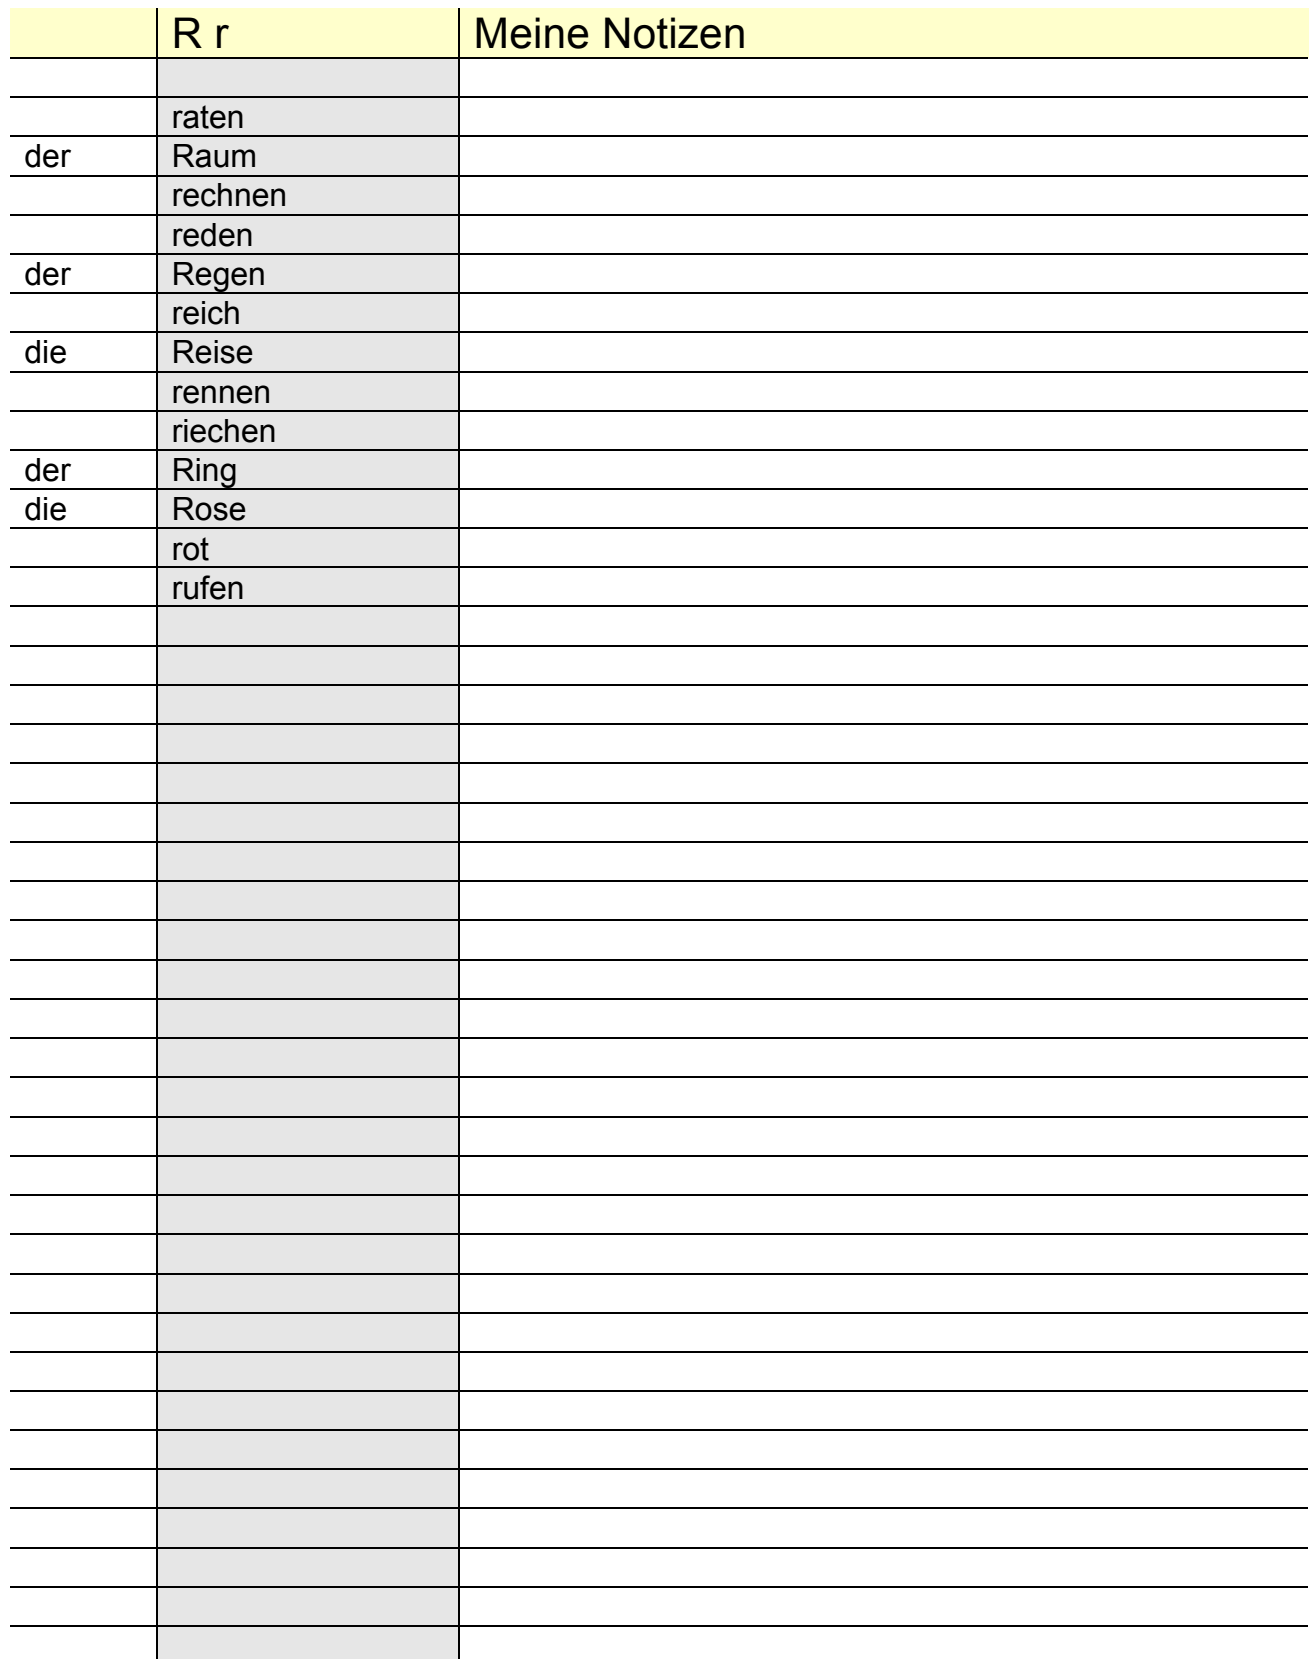 R r Meine Notizen
raten
der Raum
rechnen
reden
der Regen
reich
die Reise
rennen
riechen
der Ring
die Rose
rot
rufen